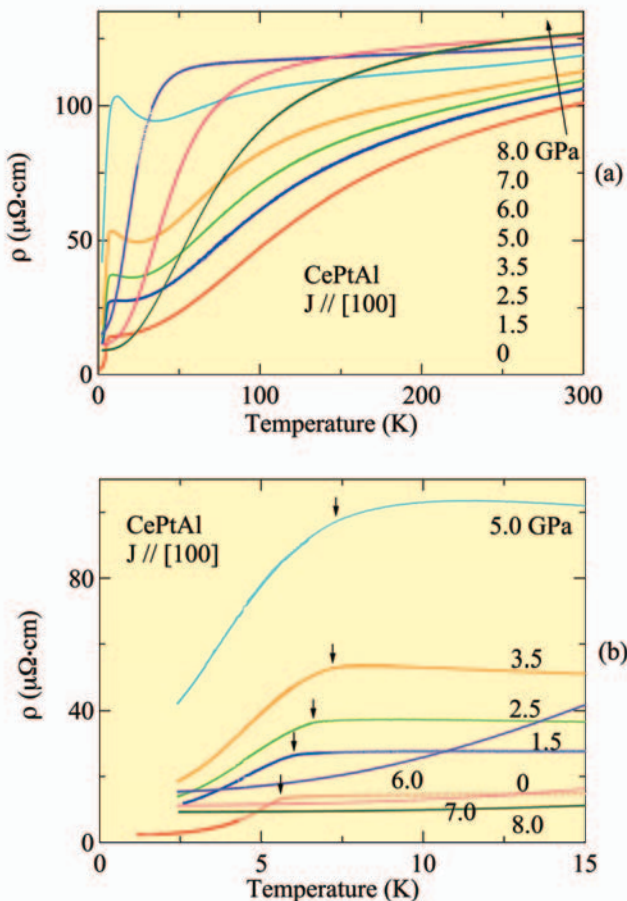 100
50
0
ρ (μΩ·cm)
CePtAl
J // [100]
8.0 GPa
7.0
6.0
5.0
3.5
2.5
1.5
0
(a)
0 100 200 300
Temperature (K)
CePtAl
J // [100]
5.0 GPa
80
3.5
(b)
ρ (μΩ·cm)
40
2.5
1.5
6.0
0
7.0
8.0
0
0 5 10 15
Temperature (K)